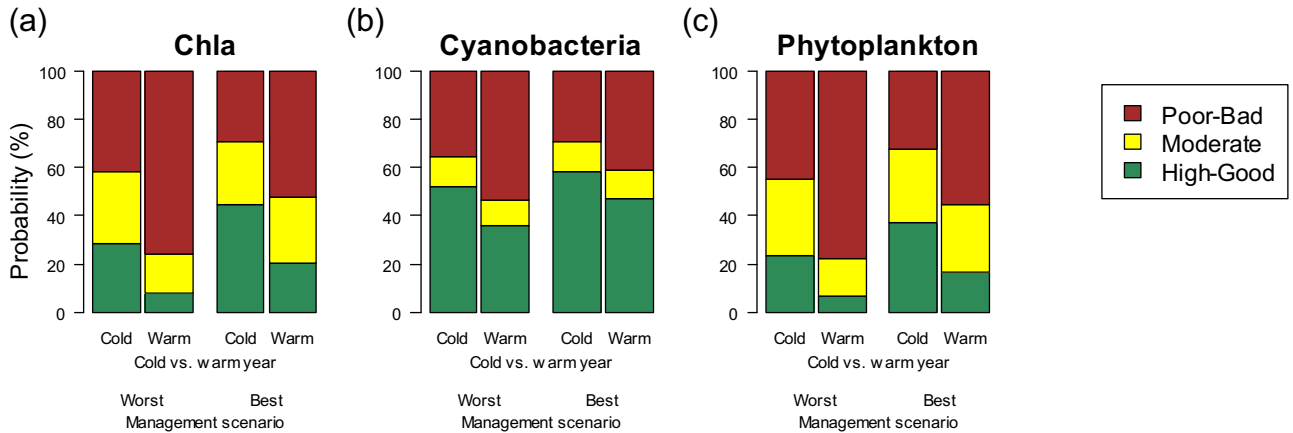 (a)
Chla
Probability (%)
100
80
60
40
20
0
Cold Warm Cold Warm
Cold vs. warm year
Worst Best
Management scenario
(b)
Cyanobacteria
100
80
60
40
20
0
Cold Warm Cold Warm
Cold vs. warm year
Worst Best
Management scenario
(c)
Phytoplankton
100
80
60
40
20
0
Cold Warm Cold Warm
Cold vs. warm year
Worst Best
Management scenario
Poor-Bad
Moderate
High-Good